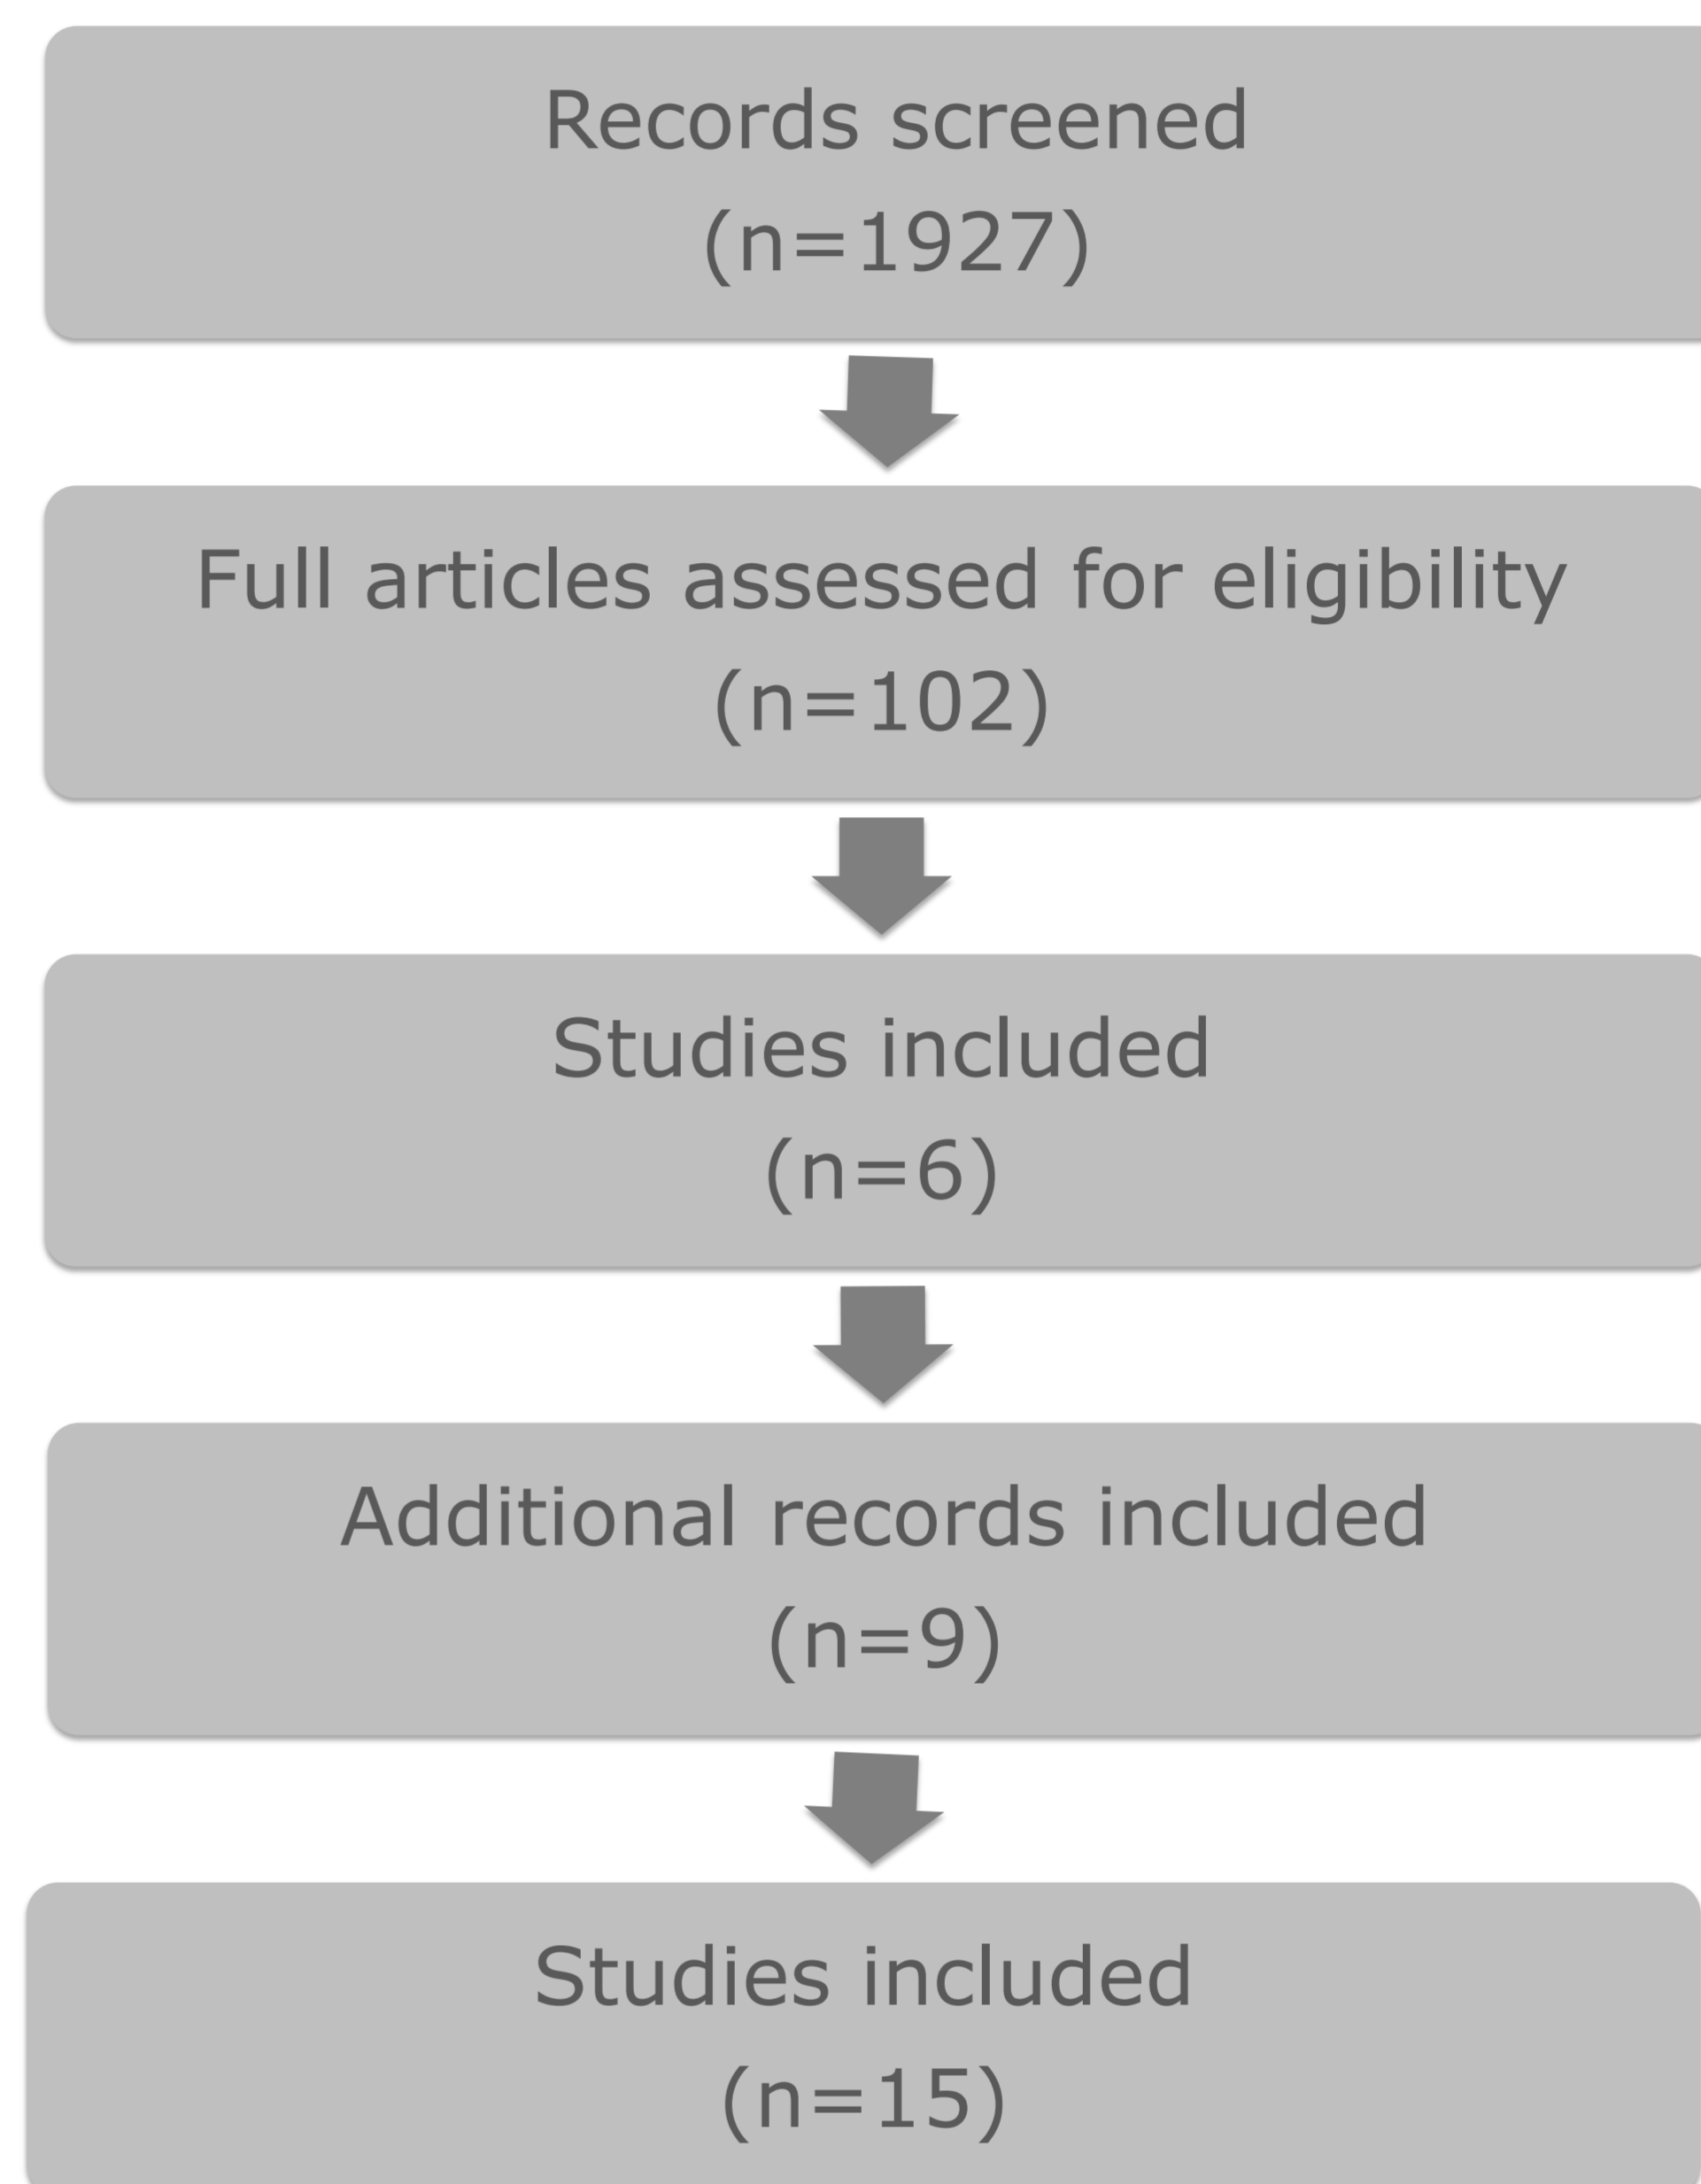 Records screened
(n=1927)
Full articles assessed for eligibility
(n=102)
Studies included
(n=6)
Additional records included
(n=9)
Studies included
(n=15)